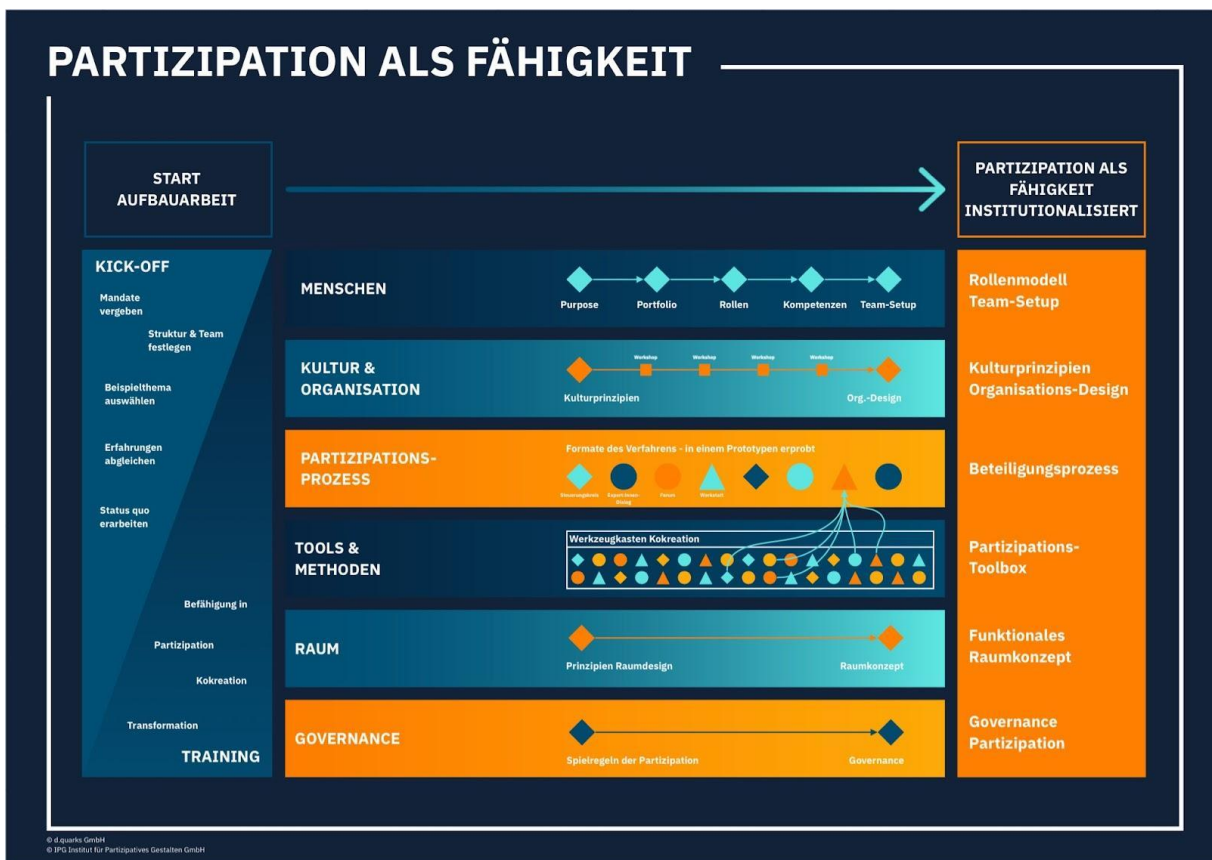 PARTIZIPATION ALS FÄHIGKEIT
START
AUFBAUARBEIT
PARTIZIPATION ALS
FÄHIGKEIT
INSTITUTIONALISIERT
KICK-OFF
Mandate
vergeben
Struktur & Team
festlegen
Beispielthema
auswählen
Erfahrungen
abgleichen
Status quo
erarbeiten
Befähigung in
Partizipation
Kokreation
Transformation
TRAINING
MENSCHEN
Purpose
Portfolio
Rollen
Kompetenzen
Team-Setup
Rollenmodell
Team-Setup
KULTUR &
ORGANISATION
Workshop
Workshop
Workshop
Workshop
Kulturprinzipien
Org.-Design
Kulturprinzipien
Organisations-Design
PARTIZIPATIONS-
PROZESS
Formate des Verfahrens - in einem Prototypen erprobt
Steuerungskreis
Expert:innen-
Dialog
Forum
Werkstatt
Beteiligungsprozess
TOOLS &
METHODEN
Werkzeugkasten Kokreation
Partizipations-
Toolbox
RAUM
Prinzipien Raumdesign
Raumkonzept
Funktionales
Raumkonzept
GOVERNANCE
Spielregeln der Partizipation
Governance
Governance
Partizipation
© d.quarks GmbH
© IPG Institut für Partizipatives Gestalten GmbH